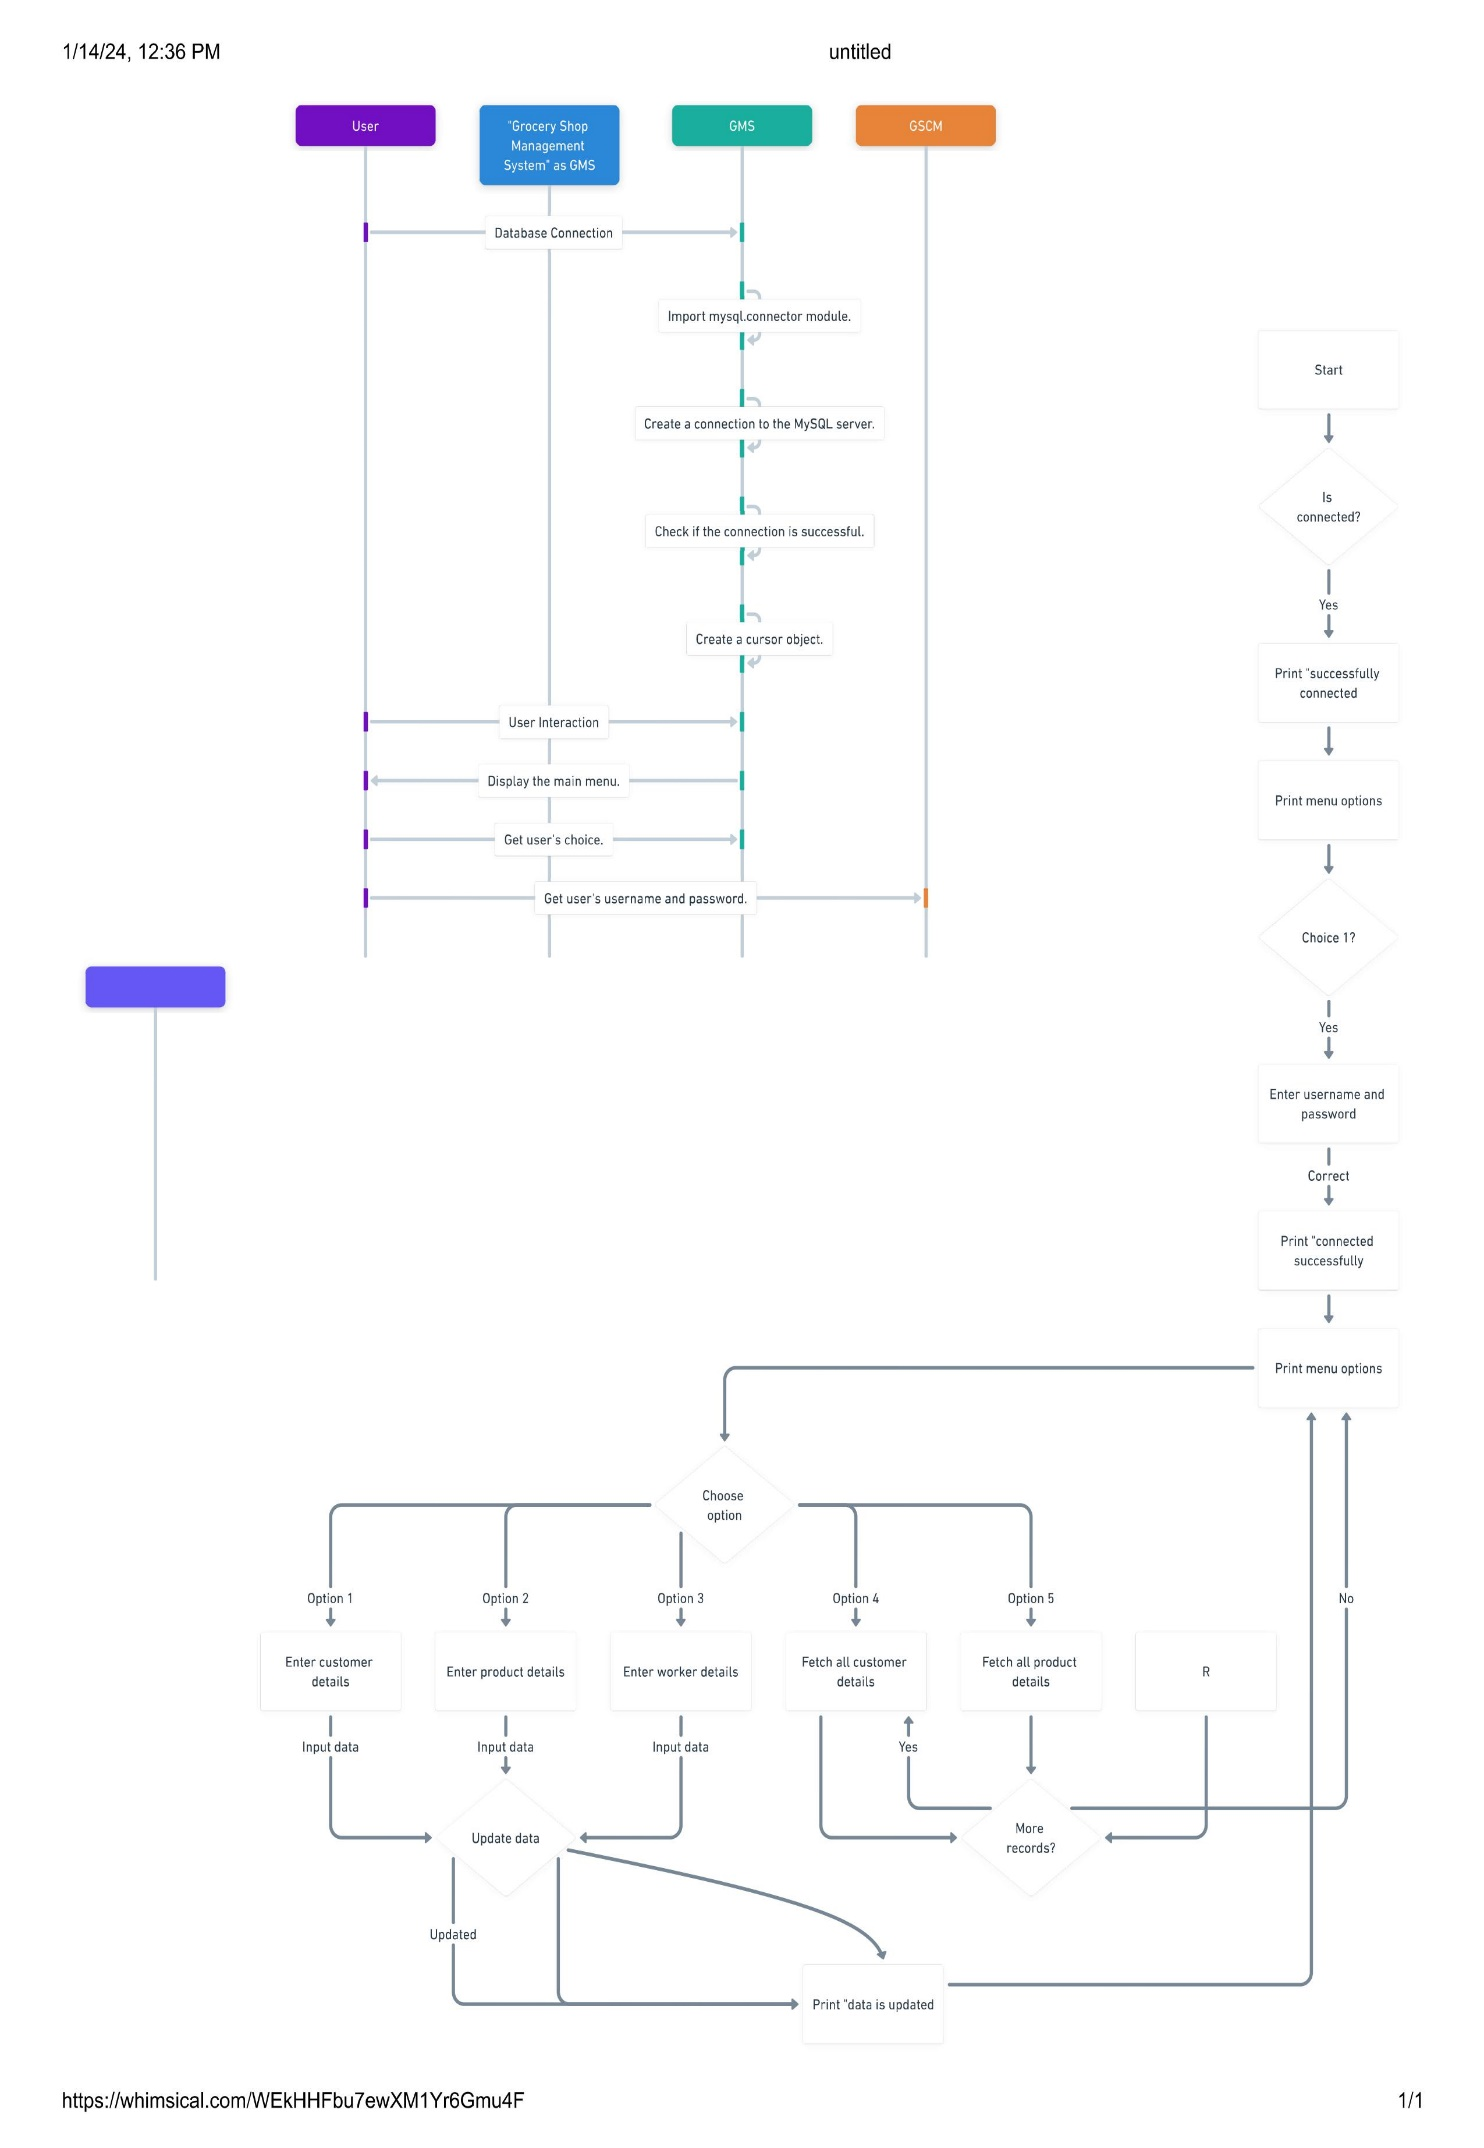 1/14/24, 12:36 PM
untitled
User
"Grocery Shop
Management
System" as GMS
GMS
GSCM
Database Connection
Import mysql.connector module.
Create a connection to the MySQL server.
Check if the connection is successful.
Create a cursor object.
User Interaction
Display the main menu.
Get user's choice.
Get user's username and password.
Start
Is
connected?
Yes
Print "successfully
connected
Print menu options
Choice 1?
Yes
Enter username and
password
Correct
Print "connected
successfully
Print menu options
Choose
option
Option 1
Option 2
Option 3
Option 4
Option 5
No
Enter customer
details
Enter product details
Enter worker details
Fetch all customer
details
Fetch all product
details
R
Input data
Input data
Input data
Yes
Update data
More
records?
Updated
Print "data is updated
https://whimsical.com/WEkHHFbu7ewXM1Yr6Gmu4F
1/1